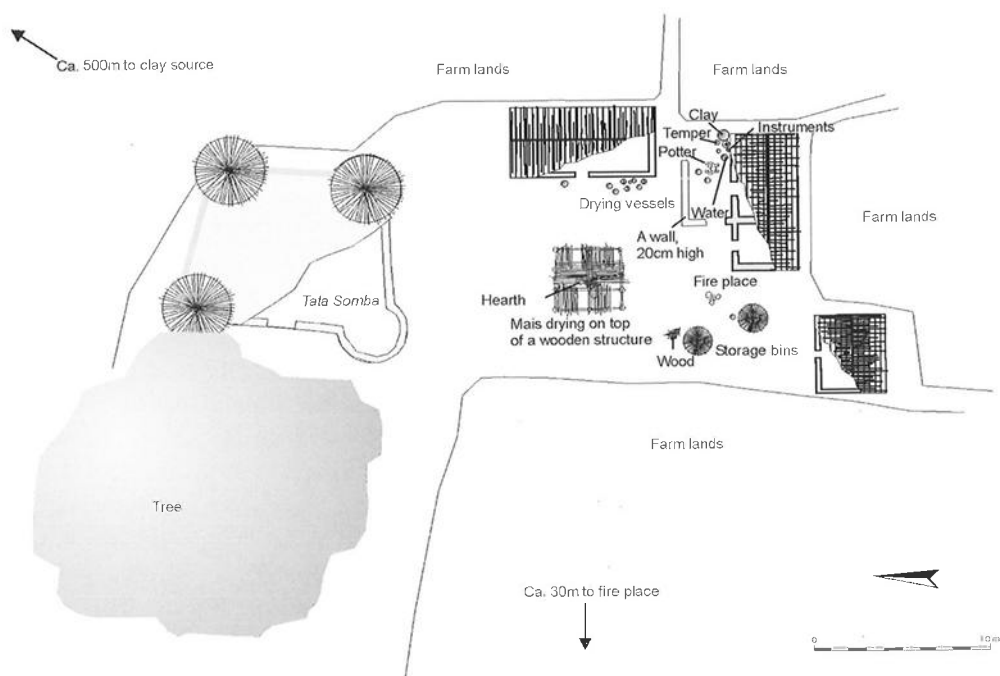 Ca. 500m to clay source
Farm lands
Farm lands
Clay
Temper
Instruments
Potter
Drying vessels
Water
A wall,
20cm high
Farm lands
Tata Somba
Hearth
Fire place
Mais drying on top
of a wooden structure
Wood
Storage bins
Farm lands
Tree
Ca. 30m to fire place
0
10m